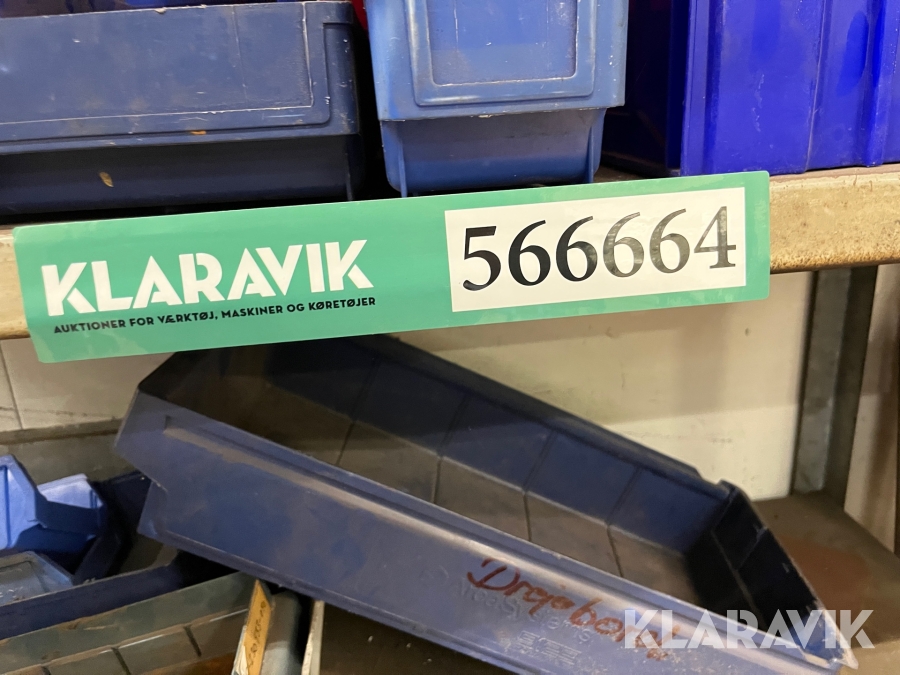 KLARAVIK
AUKTIONER FOR VÆRKTØJ, MASKINER OG KØRETØJER
566664
KLARAVIK